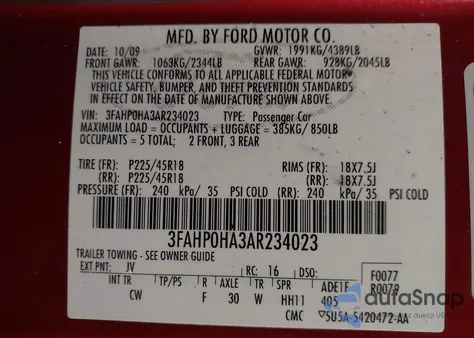 MFD. BY FORD MOTOR CO.
DATE: 10/09 GVWR: 1991KG/4389LB
FRONT GAWR: 1063KG/2344LB REAR GAWR: 928KG/2045LB
THIS VEHICLE CONFORMS TO ALL APPLICABLE FEDERAL MOTOR
VEHICLE SAFETY, BUMPER, AND THEFT PREVENTION STANDARDS
IN EFFECT ON THE DATE OF MANUFACTURE SHOWN ABOVE.
VIN: 3FAHP0HA3AR234023 TYPE: Passenger Car
MAXIMUM LOAD = OCCUPANTS + LUGGAGE = 385KG/ 850LB
OCCUPANTS = 5 TOTAL; 2 FRONT, 3 REAR
TIRE (FR): P225/45R18 RIMS (FR): 18X7.5J
(RR): P225/45R18 (RR): 18X7.5J
PRESSURE (FR): 240 kPa/ 35 PSI COLD (RR): 240 kPa/ 35 PSI COLD
3FAHP0HA3AR234023
TRAILER TOWING - SEE OWNER GUIDE
EXT PNT: JV RC: 16 DSO: F0077
INT TR TP/PS R AXLE TR SPR ADE1F R0079
CW F 30 W HH11 405
CMC 5U5A-5420472-AA
autaSnap